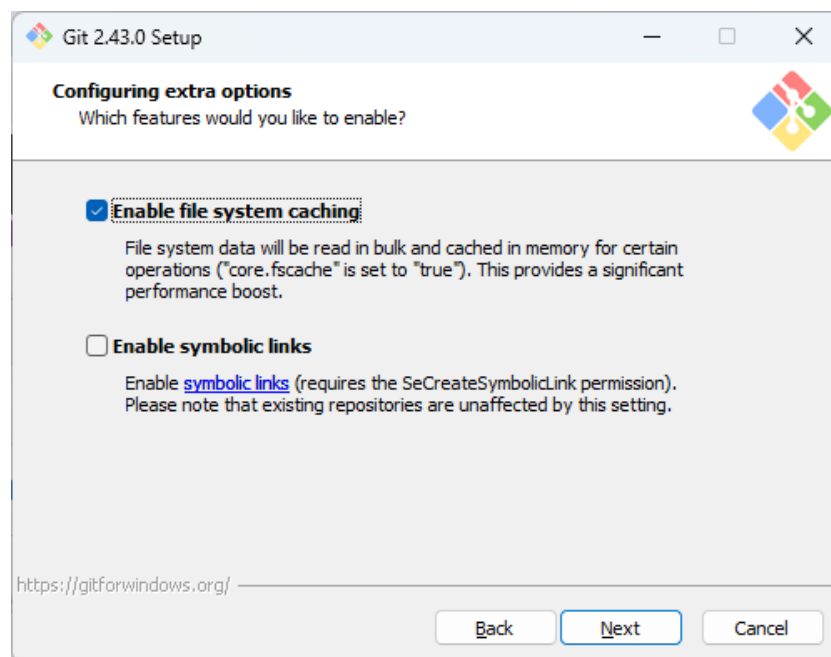 Git 2.43.0 Setup
Configuring extra options
Which features would you like to enable?
Enable file system caching
File system data will be read in bulk and cached in memory for certain
operations ("core.fscache" is set to "true"). This provides a significant
performance boost.
Enable symbolic links
Enable symbolic links (requires the SeCreateSymbolicLink permission).
Please note that existing repositories are unaffected by this setting.
https://gitforwindows.org/
Back Next Cancel